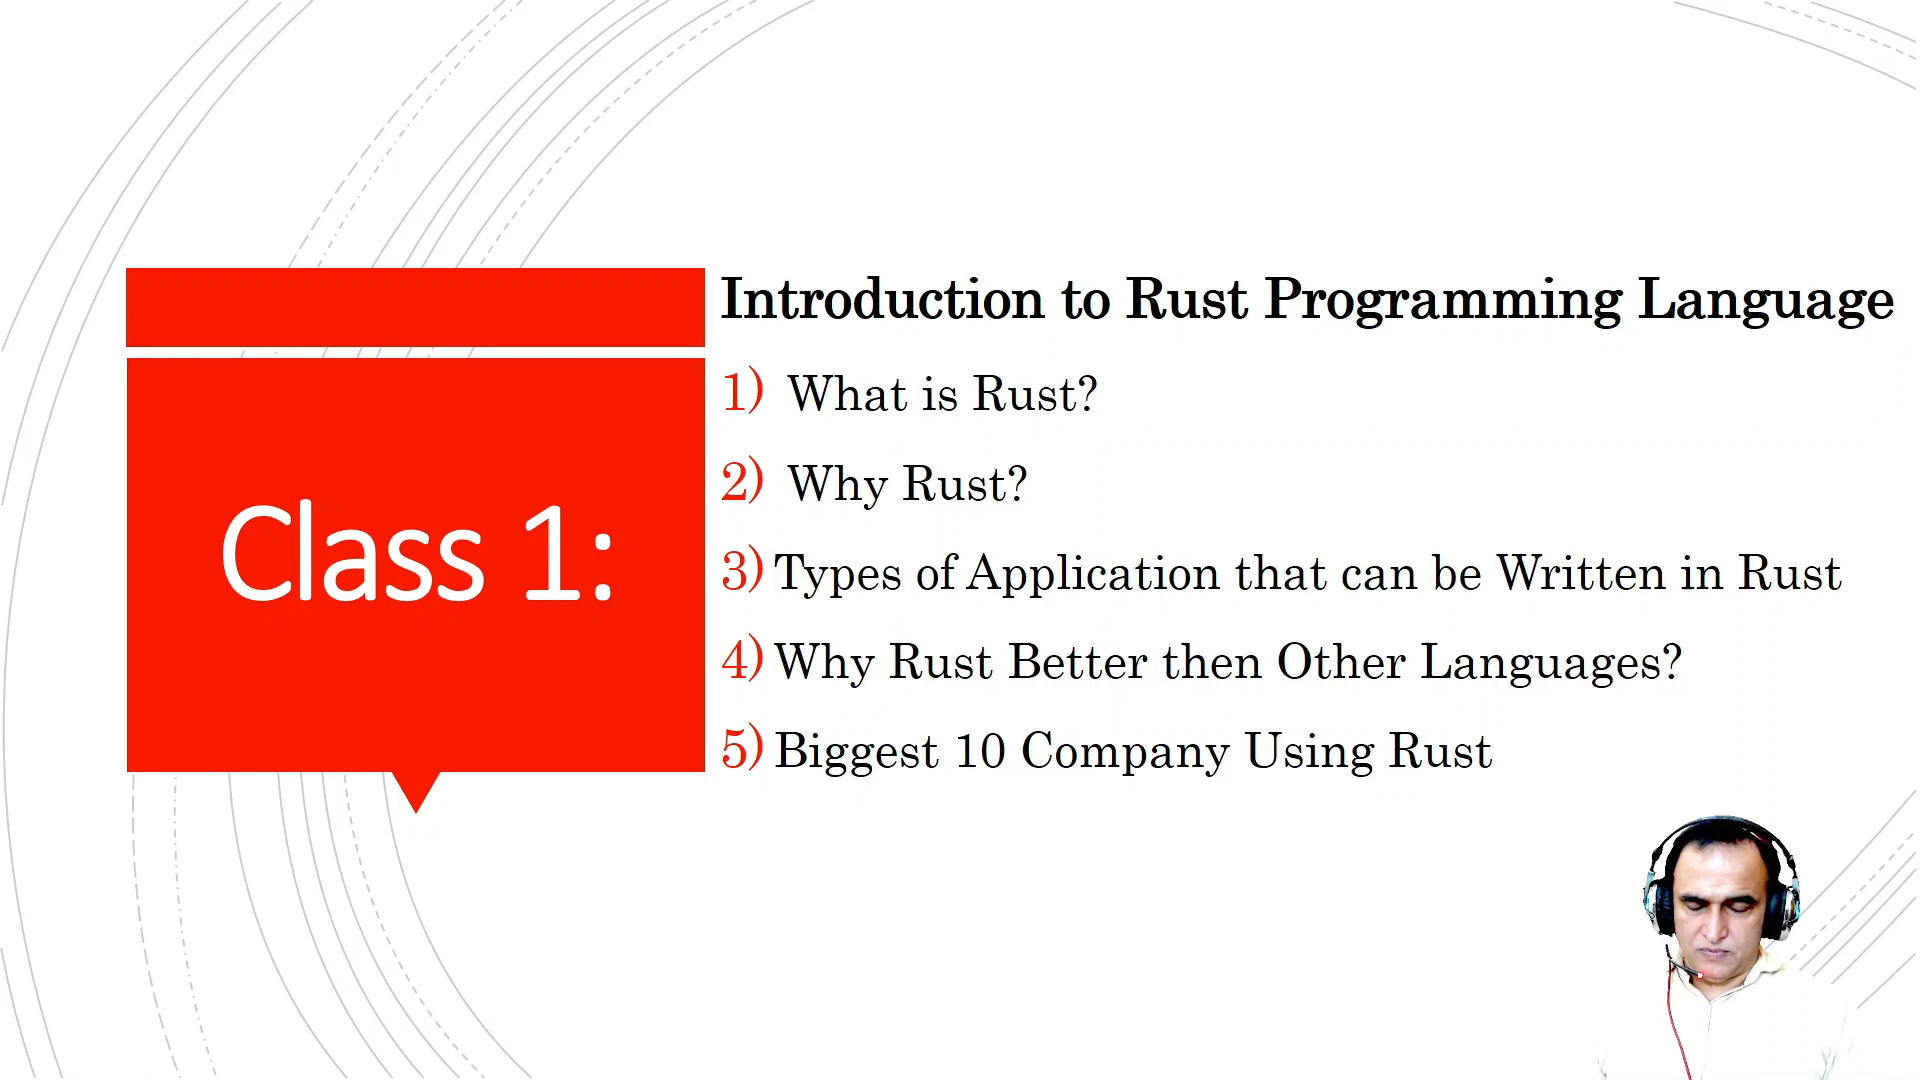 Class 1:
Introduction to Rust Programming Language
1) What is Rust?
2) Why Rust?
3) Types of Application that can be Written in Rust
4) Why Rust Better then Other Languages?
5) Biggest 10 Company Using Rust